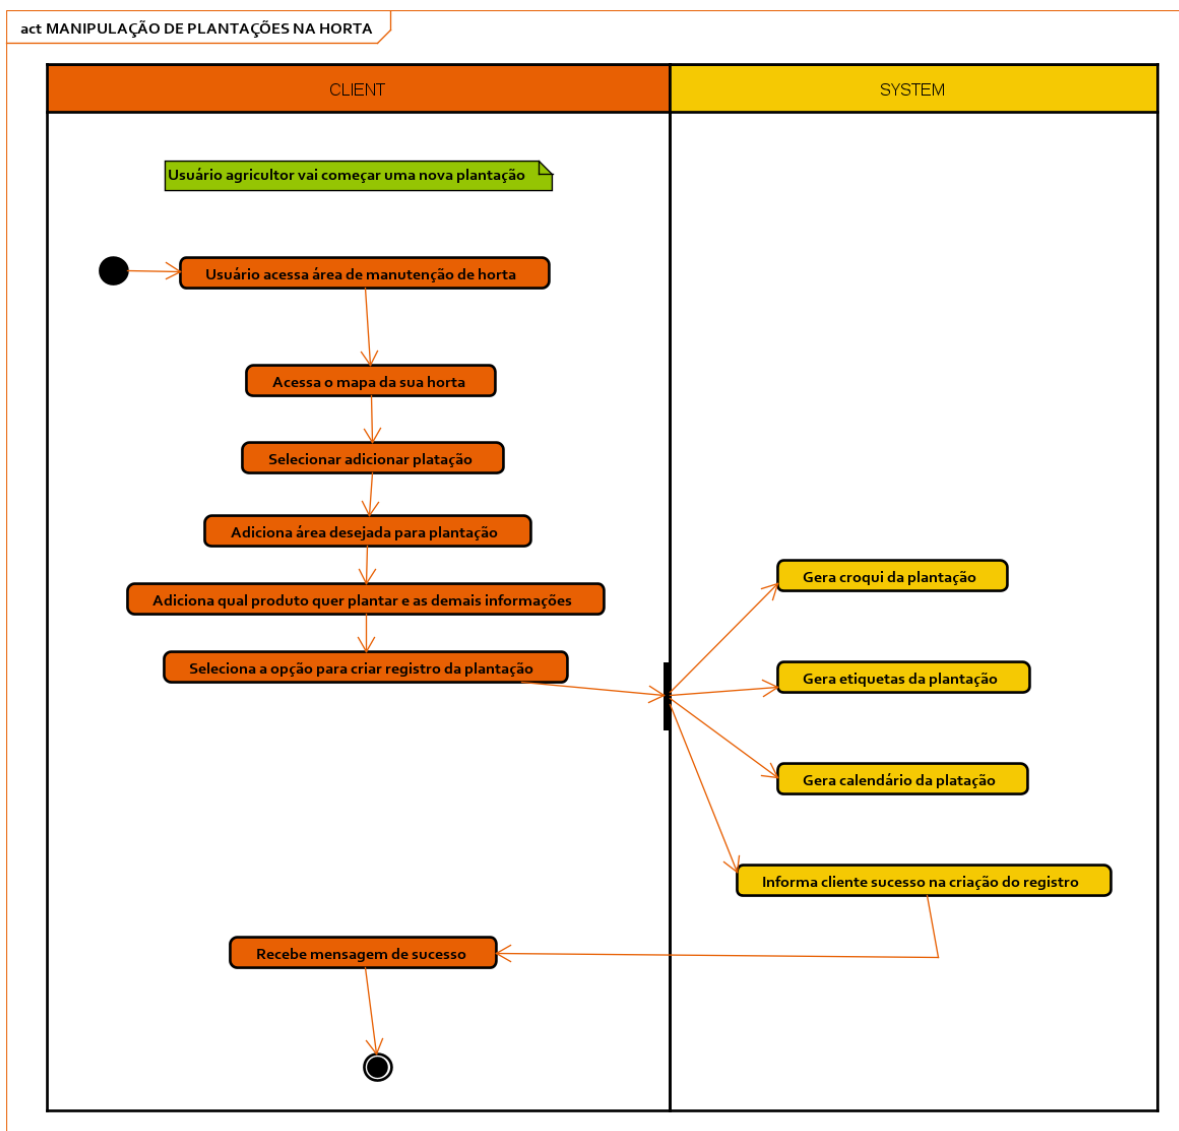 act MANIPULAÇÃO DE PLANTAÇÕES NA HORTA
CLIENT
SYSTEM
Usuário agricultor vai começar uma nova plantação
Usuário acessa área de manutenção de horta
Acessa o mapa da sua horta
Selecionar adicionar platação
Adiciona área desejada para plantação
Adiciona qual produto quer plantar e as demais informações
Seleciona a opção para criar registro da plantação
Gera croqui da plantação
Gera etiquetas da plantação
Gera calendário da platação
Informa cliente sucesso na criação do registro
Recebe mensagem de sucesso